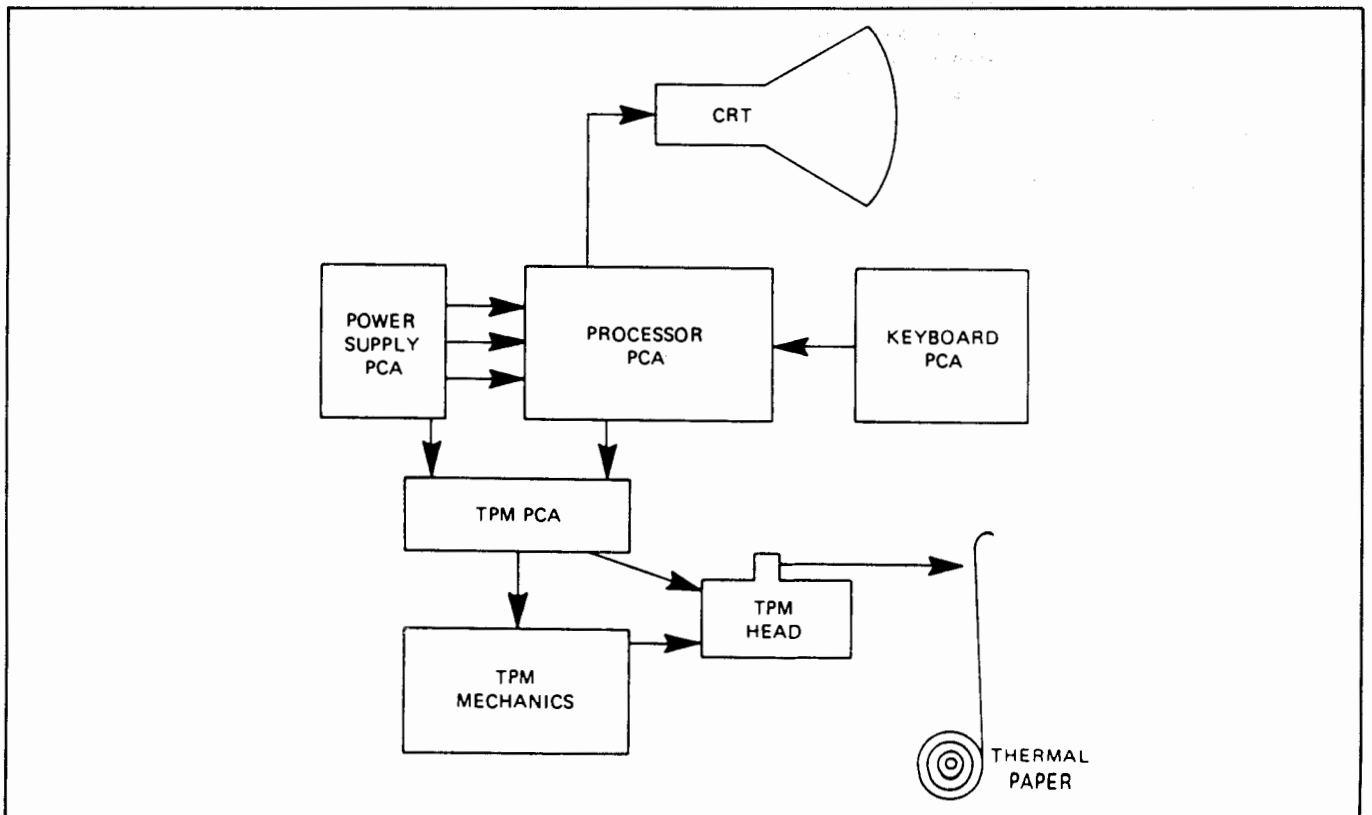 CRT
POWER
SUPPLY
PCA
PROCESSOR
PCA
KEYBOARD
PCA
TPM PCA
TPM
HEAD
TPM
MECHANICS
THERMAL
PAPER